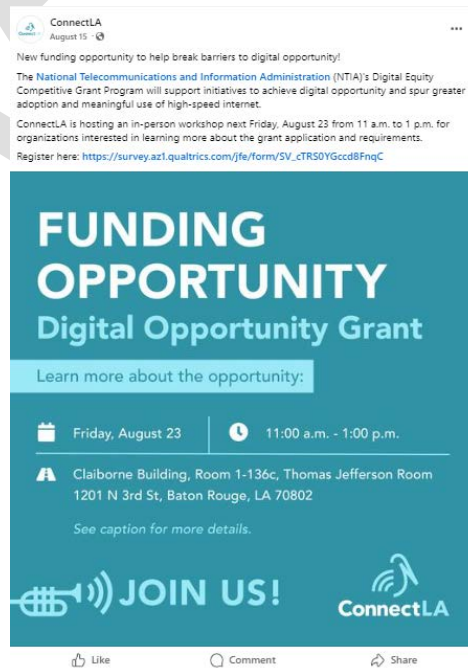 ConnectLA
August 15
New funding opportunity to help break barriers to digital opportunity!
The National Telecommunications and Information Administration (NTIA)'s Digital Equity
Competitive Grant Program will support initiatives to achieve digital opportunity and spur greater
adoption and meaningful use of high-speed internet.
ConnectLA is hosting an in-person workshop next Friday, August 23 from 11 a.m. to 1 p.m. for
organizations interested in learning more about the grant application and requirements.
Register here: https://survey.az1.qualtrics.com/jfe/form/SV_cTRS0YGccd8FnqC
FUNDING
OPPORTUNITY
Digital Opportunity Grant
Learn more about the opportunity:
Friday, August 23
11:00 a.m. - 1:00 p.m.
Claiborne Building, Room 1-136c, Thomas Jefferson Room
1201 N 3rd St, Baton Rouge, LA 70802
See caption for more details.
JOIN US!
ConnectLA
Like
Comment
Share